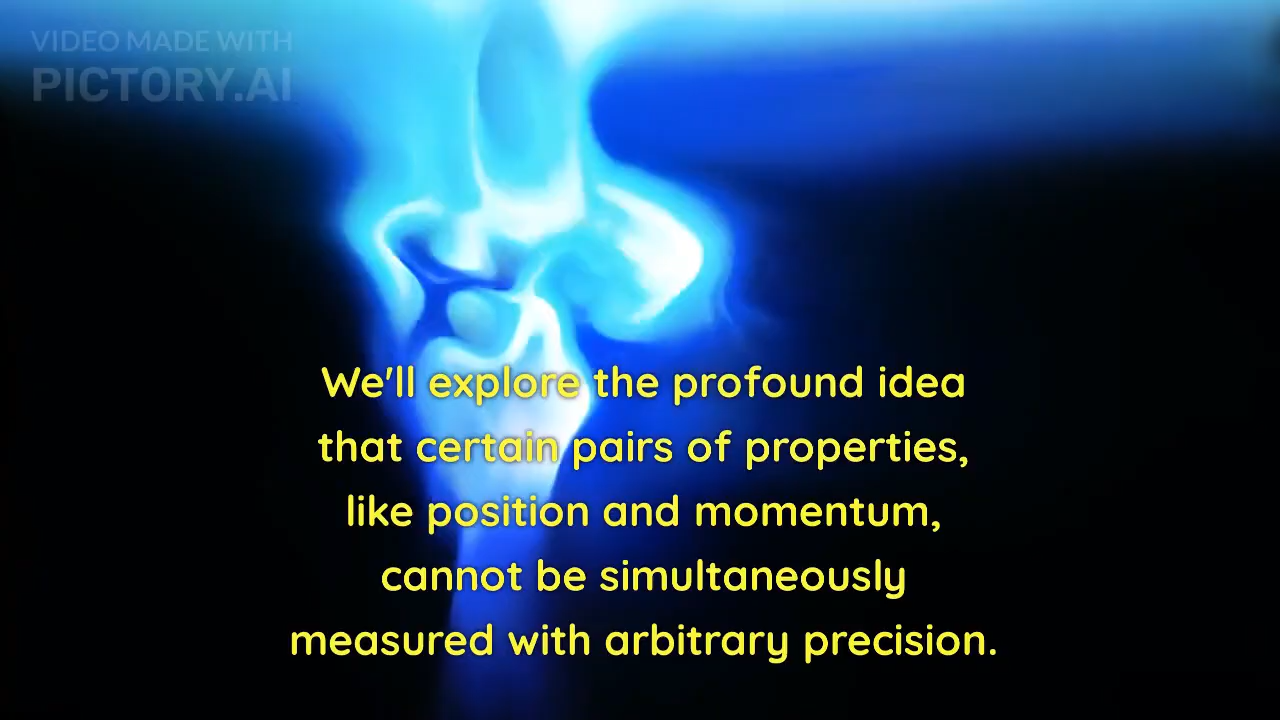 VIDEO MADE WITH
PICTORY.AI
We'll explore the profound idea
that certain pairs of properties,
like position and momentum,
cannot be simultaneously
measured with arbitrary precision.